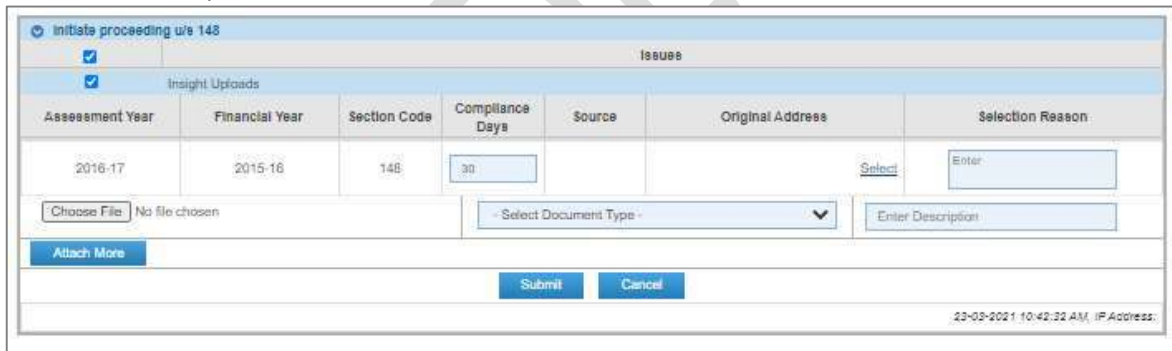 Initiate proceeding u/s 148
Issues
Insight Uploads
Assessment Year Financial Year Section Code Compliance Days Source Original Address Selection Reason
2016-17 2015-16 148 30 Select Enter
Choose File No file chosen - Select Document Type - Enter Description
Attach More
Submit Cancel
23-03-2021 10:42:32 AM, IP Address: